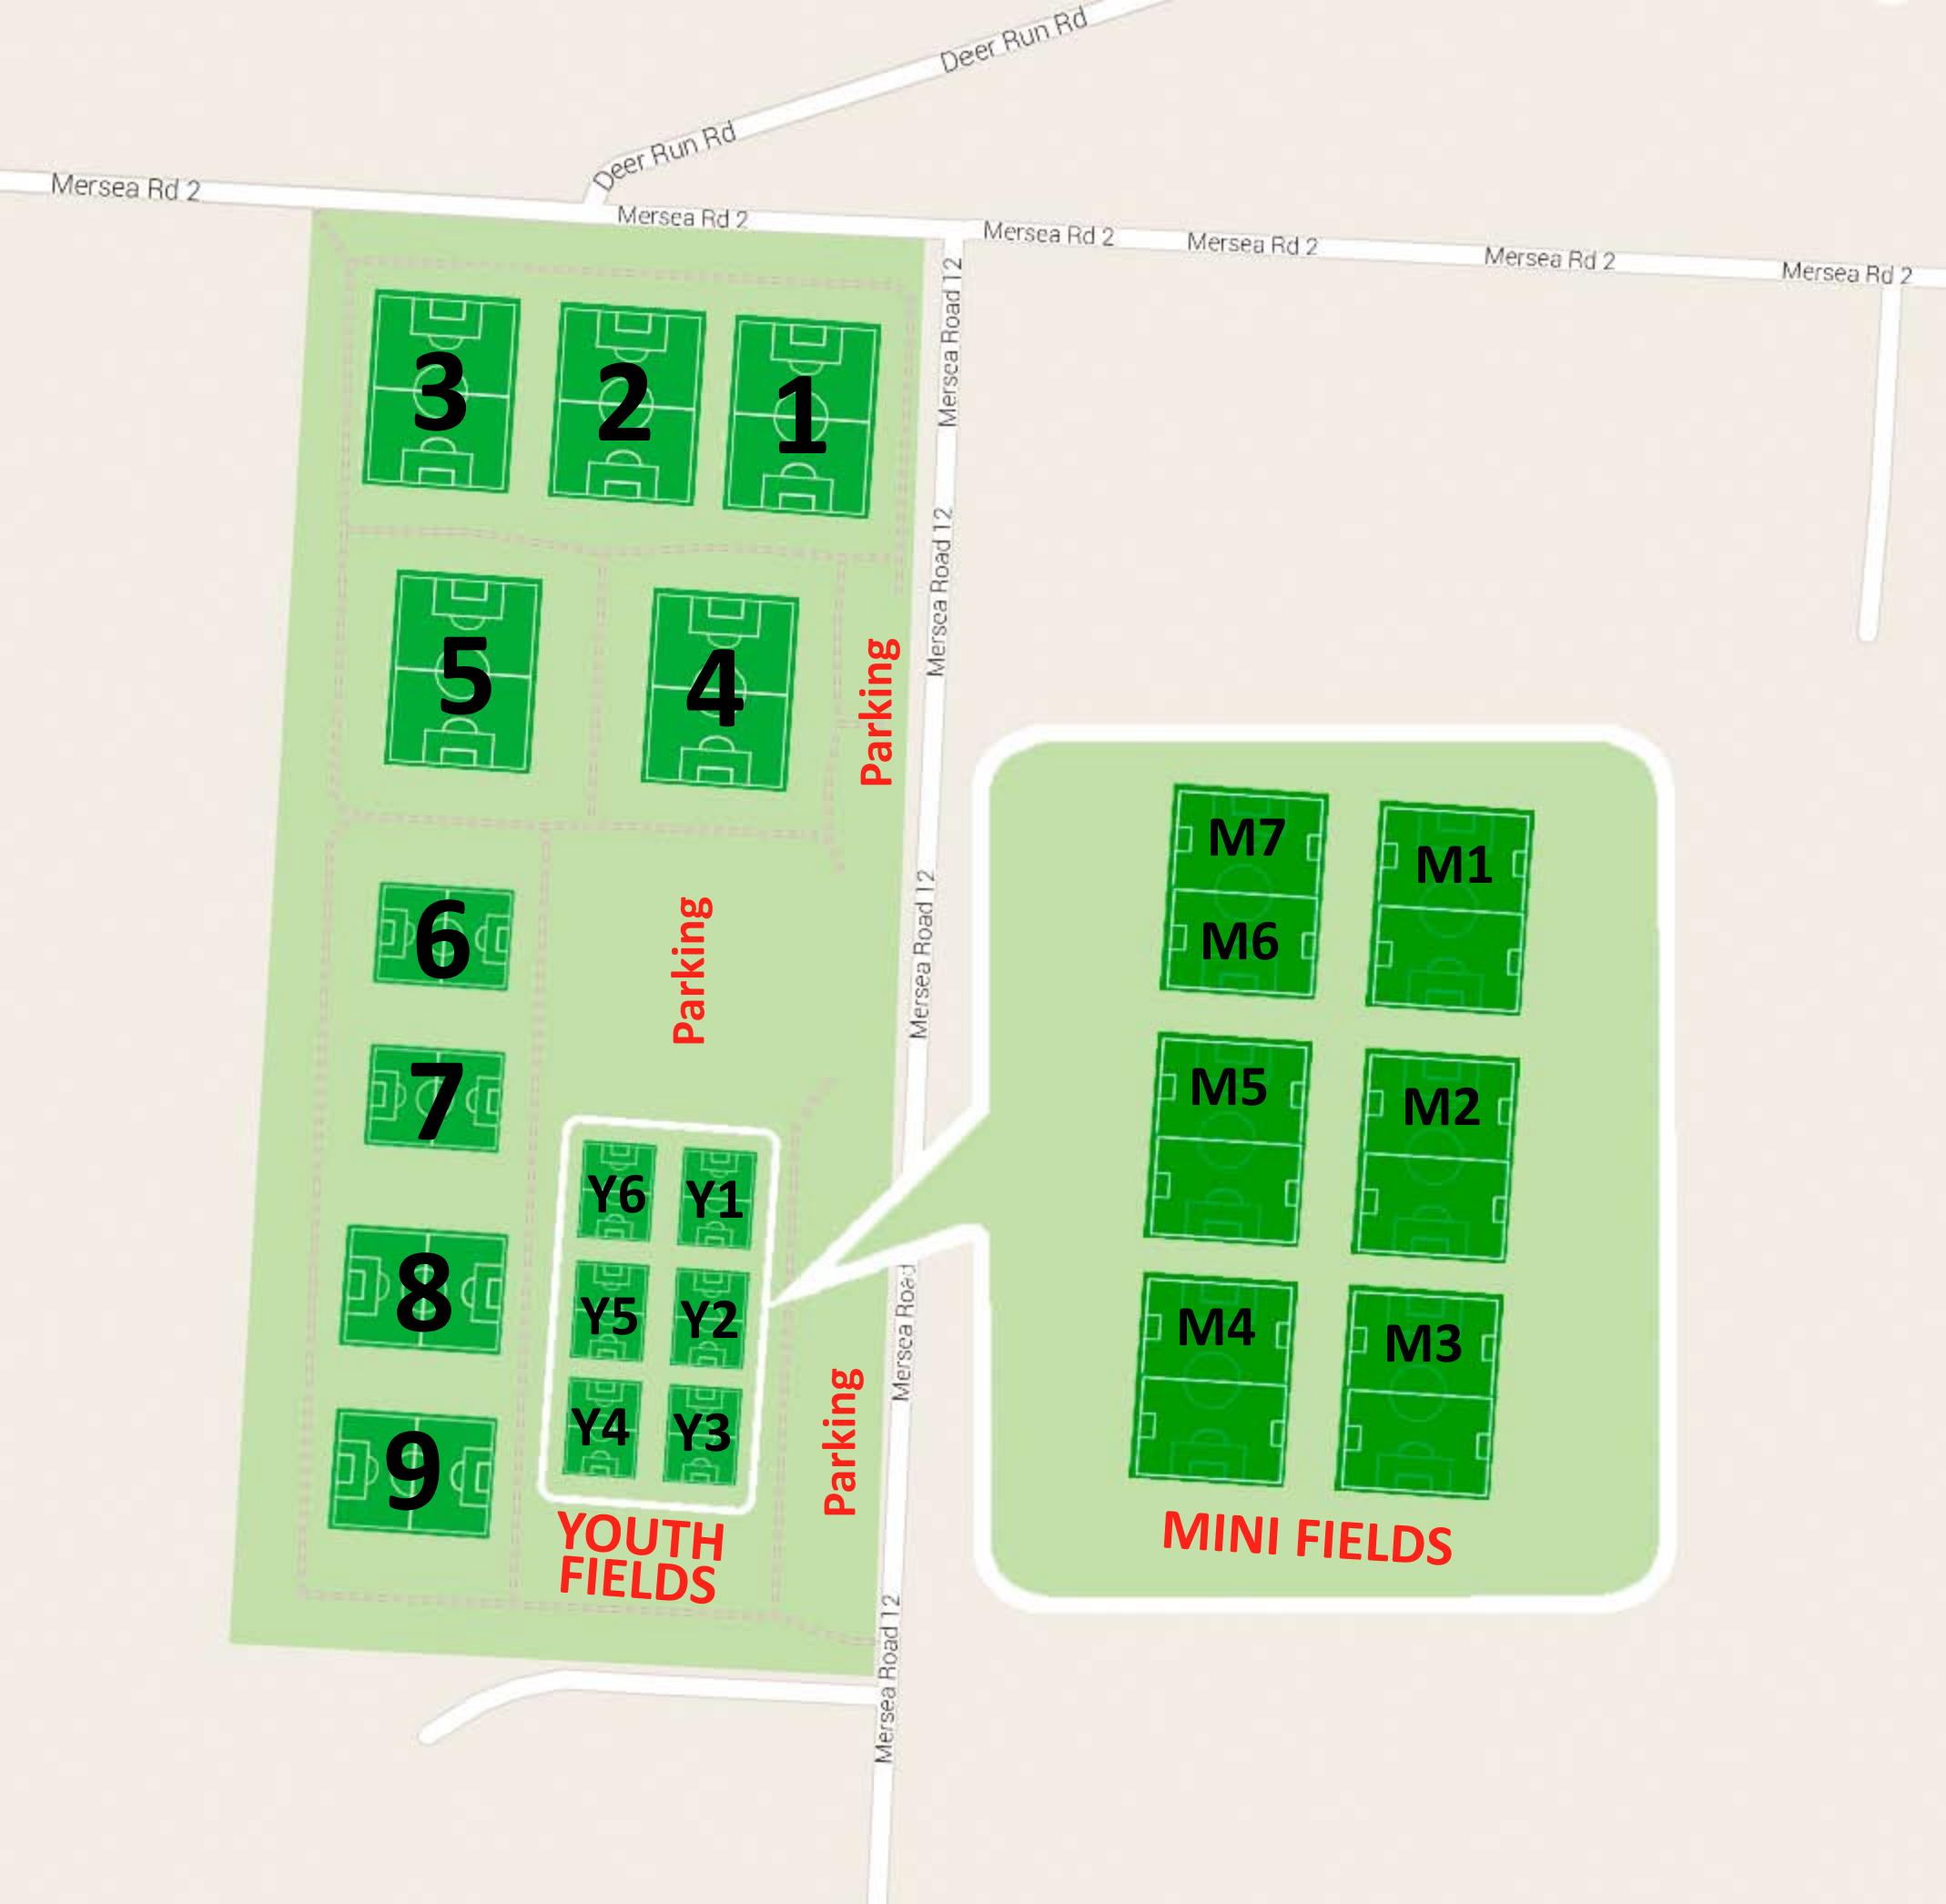 Deer Run Rd
Deer Run Rd
Mersea Rd 2
Mersea Rd 2
Mersea Rd 2
Mersea Rd 2
Mersea Rd 2
Mersea Rd 2
Mersea Road 12
3
2
1
Mersea Road 12
5
4
Parking
6
Parking
Mersea Road 12
7
Y6
Y1
8
Y5
Y2
Mersea Road
9
Y4
Y3
Parking
YOUTH
FIELDS
Mersea Road 12
M7
M1
M6
M5
M2
M4
M3
MINI FIELDS